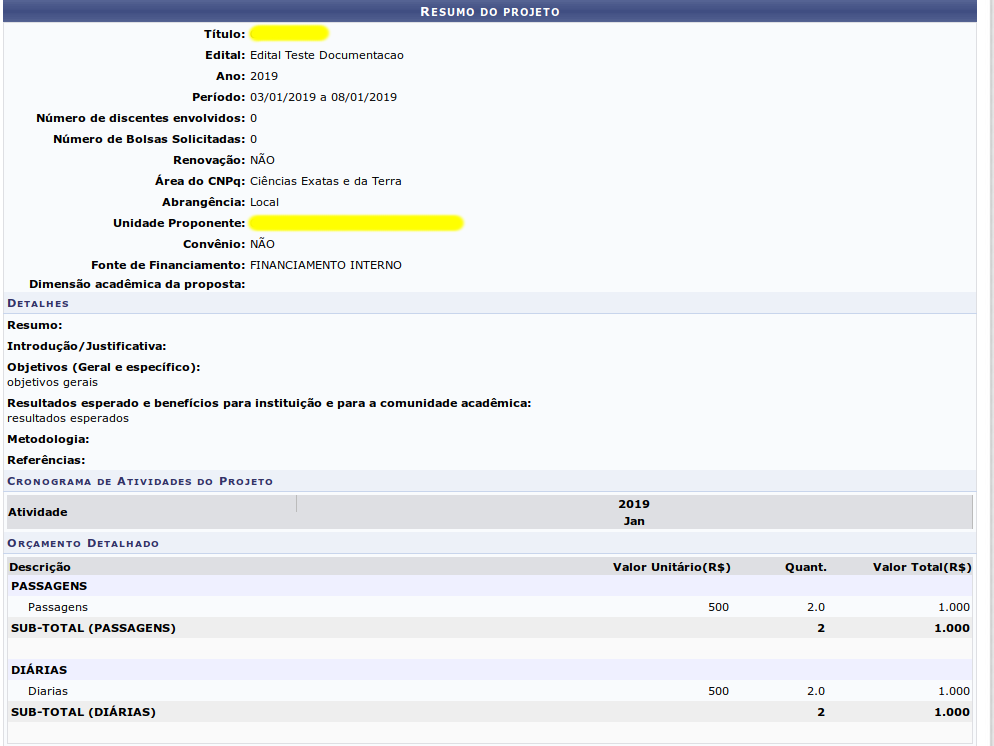 RESUMO DO PROJETO
Título:
Edital: Edital Teste Documentacao
Ano: 2019
Período: 03/01/2019 a 08/01/2019
Número de discentes envolvidos: 0
Número de Bolsas Solicitadas: 0
Renovação: NÃO
Área do CNPq: Ciências Exatas e da Terra
Abrangência: Local
Unidade Proponente:
Convênio: NÃO
Fonte de Financiamento: FINANCIAMENTO INTERNO
Dimensão acadêmica da proposta:
DETALHES
Resumo:
Introdução/Justificativa:
Objetivos (Geral e específico):
objetivos gerais
Resultados esperado e benefícios para instituição e para a comunidade acadêmica:
resultados esperados
Metodologia:
Referências:
CRONOGRAMA DE ATIVIDADES DO PROJETO
Atividade 2019
Jan
ORÇAMENTO DETALHADO
Descrição Valor Unitário(R$) Quant. Valor Total(R$)
PASSAGENS
Passagens 500 2.0 1.000
SUB-TOTAL (PASSAGENS) 2 1.000
DIÁRIAS
Diarias 500 2.0 1.000
SUB-TOTAL (DIÁRIAS) 2 1.000